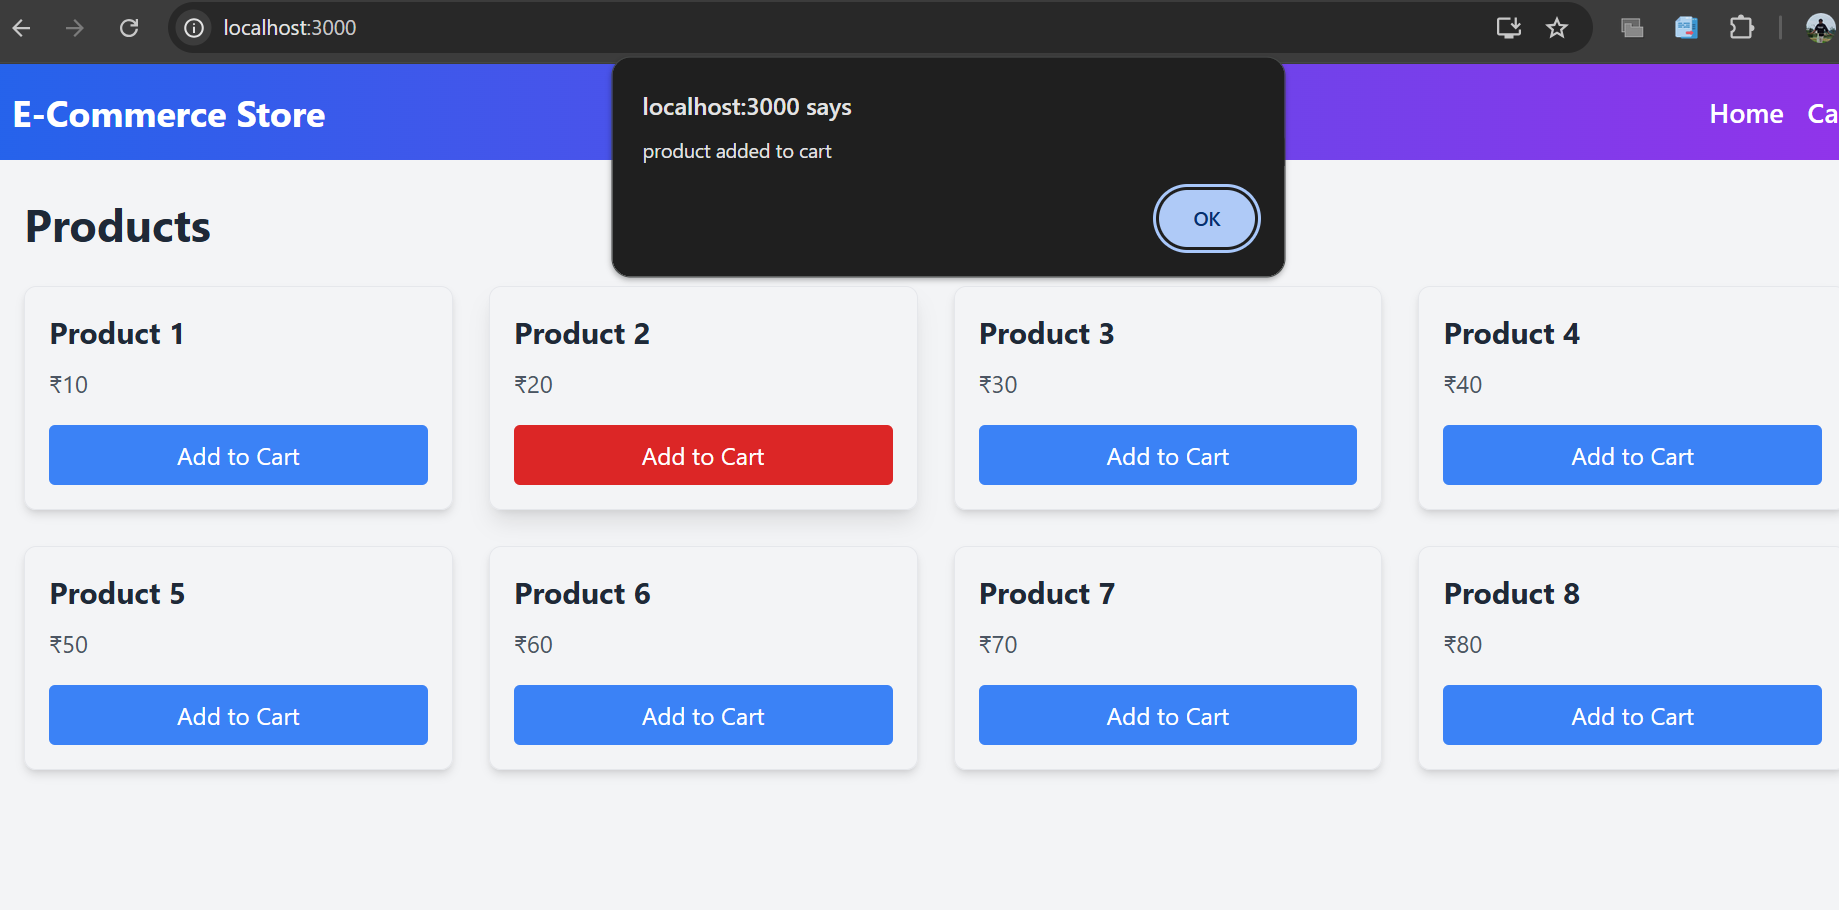 localhost:3000
E-Commerce Store
Home Ca
localhost:3000 says
product added to cart
OK
Products
Product 1
₹10
Add to Cart
Product 2
₹20
Add to Cart
Product 3
₹30
Add to Cart
Product 4
₹40
Add to Cart
Product 5
₹50
Add to Cart
Product 6
₹60
Add to Cart
Product 7
₹70
Add to Cart
Product 8
₹80
Add to Cart